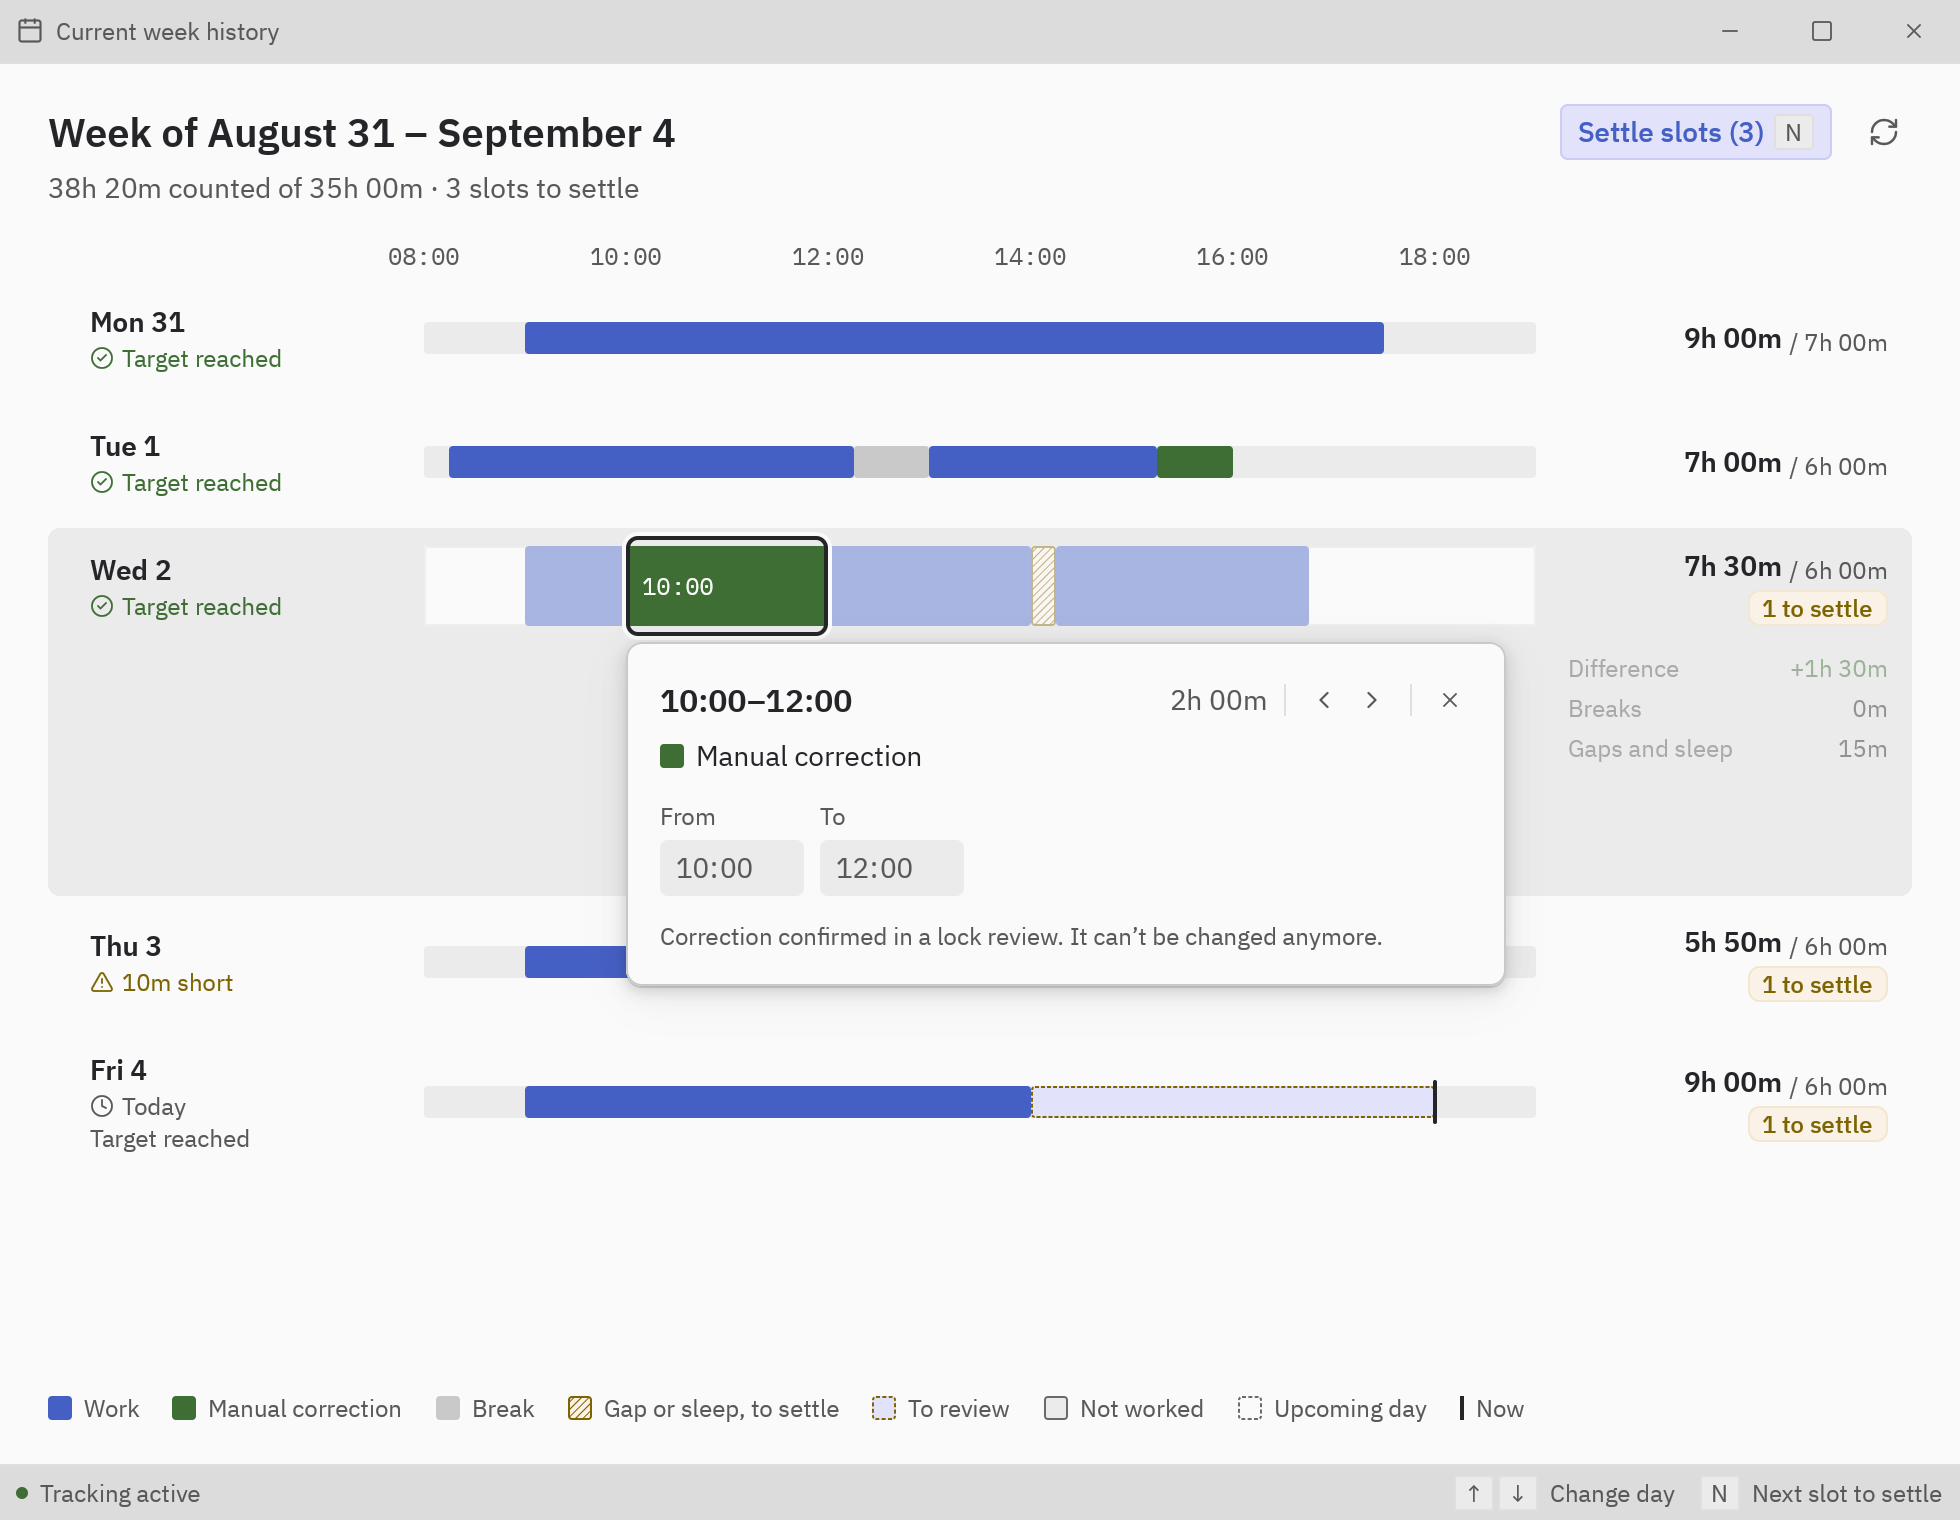 Current week history
Week of August 31 – September 4
Settle slots (3) N
38h 20m counted of 35h 00m · 3 slots to settle
08:00 10:00 12:00 14:00 16:00 18:00
Mon 31
Target reached
9h 00m / 7h 00m
Tue 1
Target reached
7h 00m / 6h 00m
Wed 2
Target reached
10:00
7h 30m / 6h 00m
1 to settle
Difference +1h 30m
Breaks 0m
Gaps and sleep 15m
10:00–12:00 2h 00m
Manual correction
From To
10:00 12:00
Correction confirmed in a lock review. It can’t be changed anymore.
Thu 3
10m short
5h 50m / 6h 00m
1 to settle
Fri 4
Today
Target reached
9h 00m / 6h 00m
1 to settle
Work Manual correction Break Gap or sleep, to settle To review Not worked Upcoming day Now
Tracking active
↑ ↓ Change day N Next slot to settle